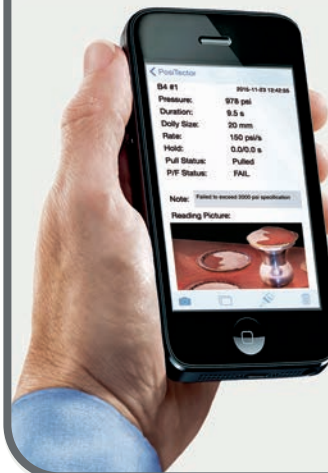 PosiTector
B4 #1 2015-11-23 12:42:55
Pressure: 978 psi
Duration: 9.5 s
Dolly Size: 20 mm
Rate: 150 psi/s
Hold: 0.0/0.0 s
Pull Status: Pulled
P/F Status: FAIL
Note: Failed to exceed 2000 psi specification
Reading Picture: